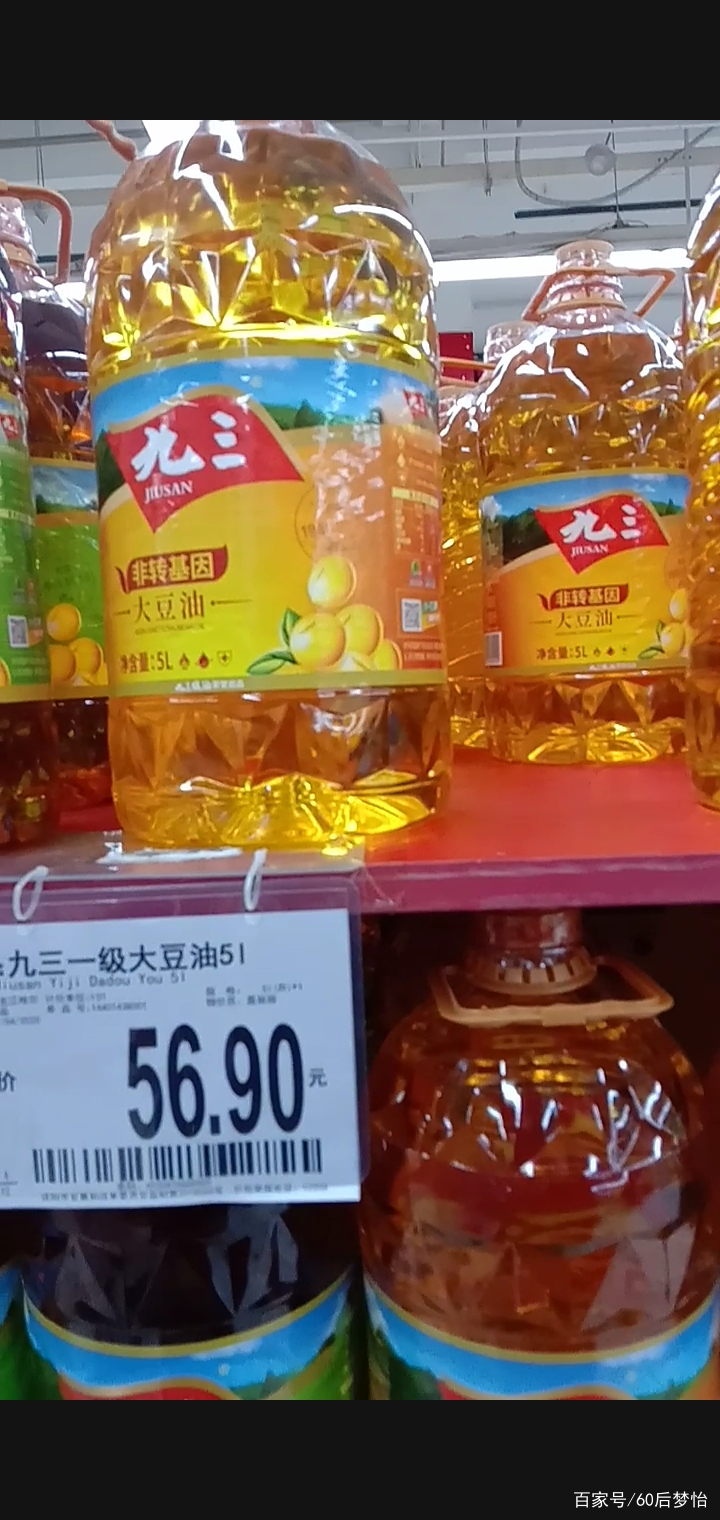 九三
JIUSAN
非转基因
大豆油
净含量:5L
九三
JIUSAN
非转基因
大豆油
净含量:5L
九三一级大豆油5l
Jiusan Yiji Dadou You 5l
价
56.90
元
百家号/60后梦怡